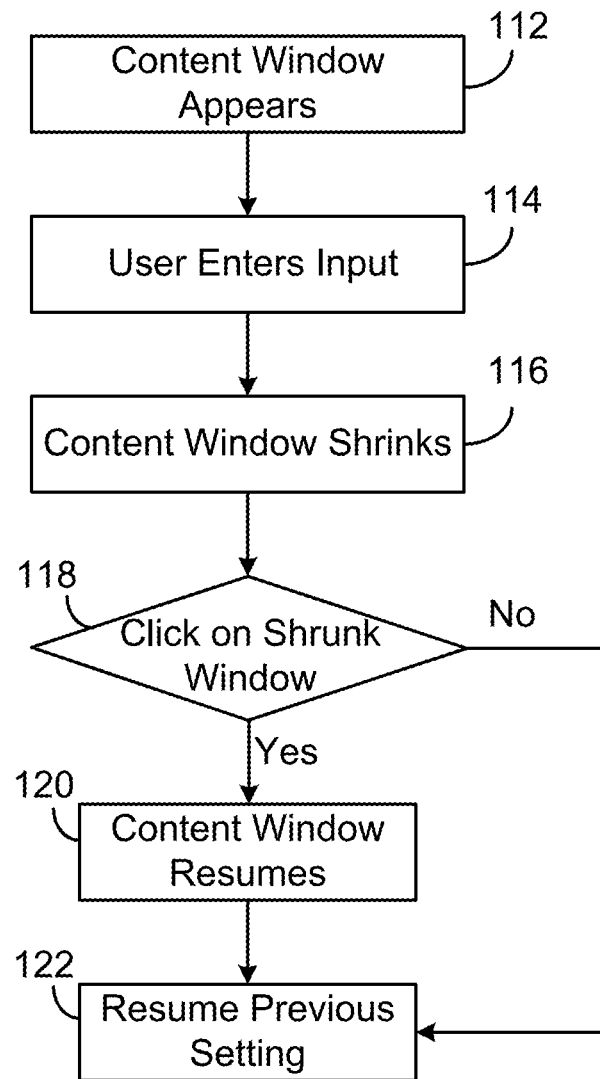 112
Content Window
Appears
114
User Enters Input
116
Content Window Shrinks
118
Click on Shrunk
Window
No
Yes
120
Content Window
Resumes
122
Resume Previous
Setting